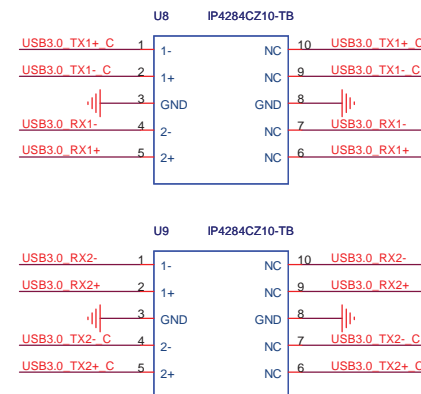 U8 IP4284CZ10-TB
USB3.0_TX1+_C 1 1- NC 10 USB3.0_TX1+_C
USB3.0_TX1-_C 2 1+ NC 9 USB3.0_TX1-_C
3 GND GND 8
USB3.0_RX1- 4 2- NC 7 USB3.0_RX1-
USB3.0_RX1+ 5 2+ NC 6 USB3.0_RX1+
U9 IP4284CZ10-TB
USB3.0_RX2- 1 1- NC 10 USB3.0_RX2-
USB3.0_RX2+ 2 1+ NC 9 USB3.0_RX2+
3 GND GND 8
USB3.0_TX2-_C 4 2- NC 7 USB3.0_TX2-_C
USB3.0_TX2+_C 5 2+ NC 6 USB3.0_TX2+_C